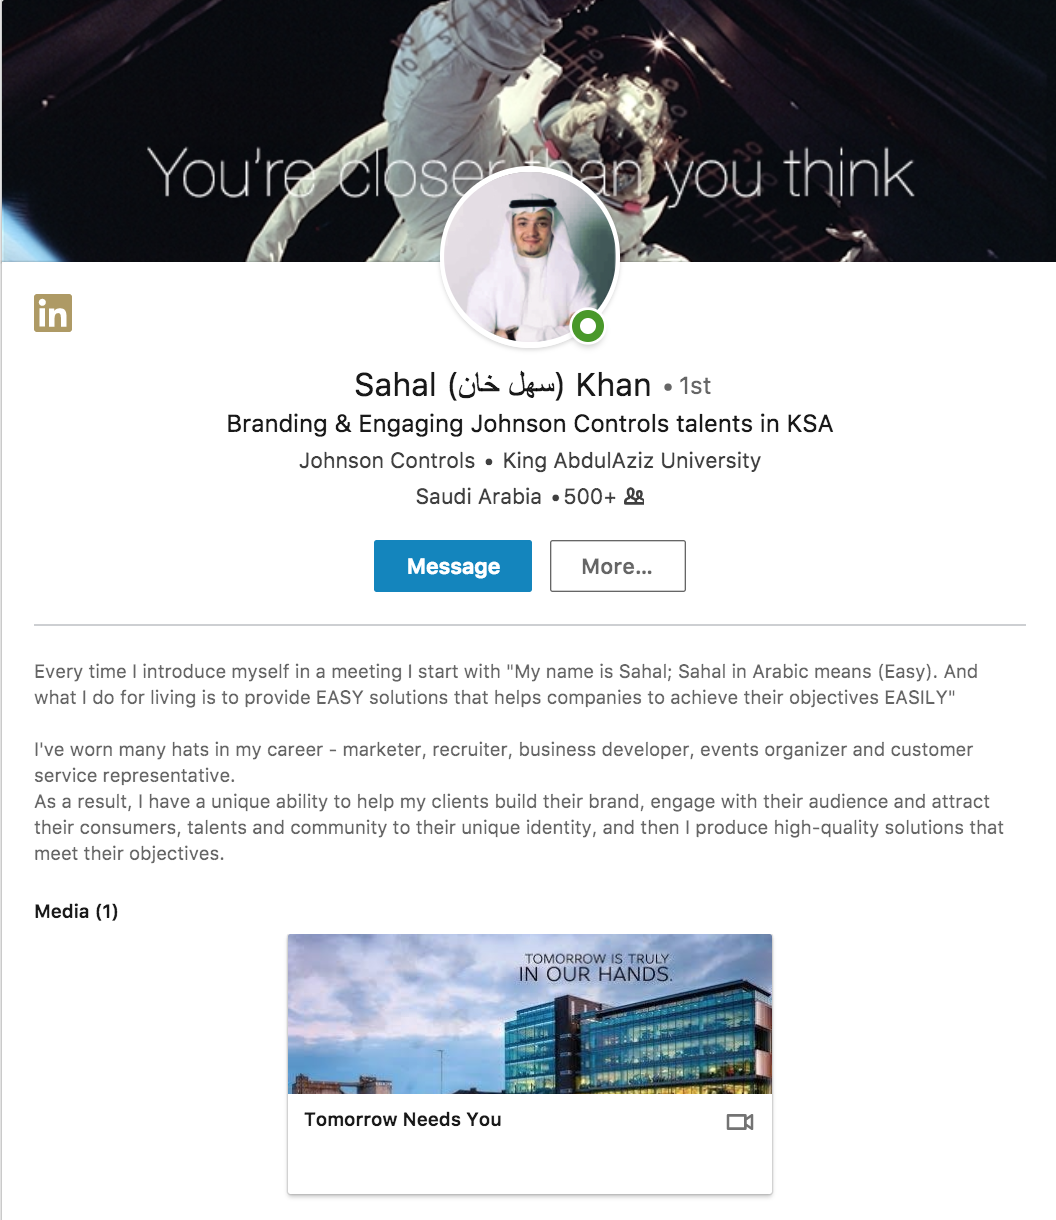 You're closer than you think
in
Sahal (سهل خان) Khan • 1st
Branding & Engaging Johnson Controls talents in KSA
Johnson Controls • King AbdulAziz University
Saudi Arabia • 500+
Message
More...
Every time I introduce myself in a meeting I start with "My name is Sahal; Sahal in Arabic means (Easy). And
what I do for living is to provide EASY solutions that helps companies to achieve their objectives EASILY"
I've worn many hats in my career - marketer, recruiter, business developer, events organizer and customer
service representative.
As a result, I have a unique ability to help my clients build their brand, engage with their audience and attract
their consumers, talents and community to their unique identity, and then I produce high-quality solutions that
meet their objectives.
Media (1)
TOMORROW IS TRULY
IN OUR HANDS.
Tomorrow Needs You